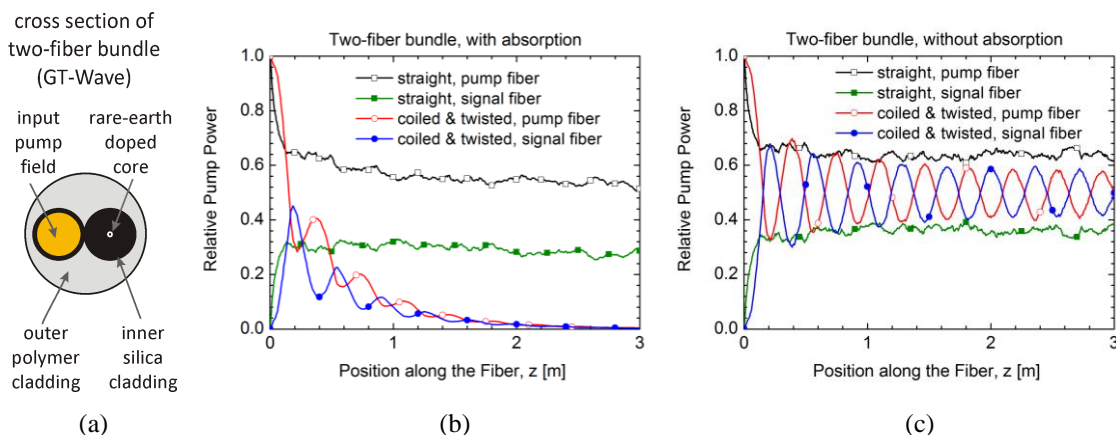 cross section of
two-fiber bundle
(GT-Wave)
input
pump
field
rare-earth
doped
core
outer
polymer
cladding
inner
silica
cladding
(a)
Two-fiber bundle, with absorption
straight, pump fiber
straight, signal fiber
coiled & twisted, pump fiber
coiled & twisted, signal fiber
Relative Pump Power
1.0
0.8
0.6
0.4
0.2
0.0
0
1
2
3
Position along the Fiber, z [m]
(b)
Two-fiber bundle, without absorption
straight, pump fiber
straight, signal fiber
coiled & twisted, pump fiber
coiled & twisted, signal fiber
Relative Pump Power
1.0
0.8
0.6
0.4
0.2
0.0
0
1
2
3
Position along the Fiber, z [m]
(c)